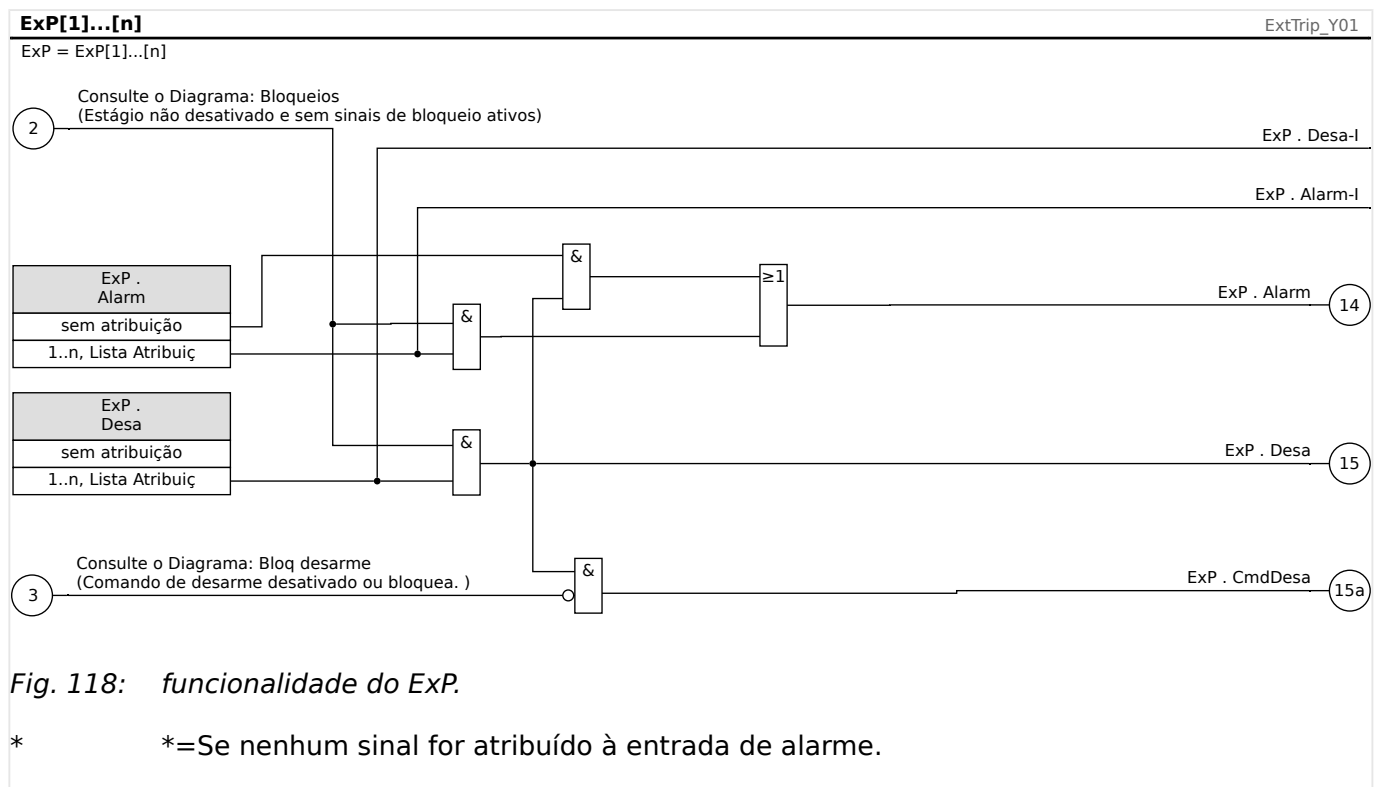 ExP[1]...[n]
ExtTrip_Y01
ExP = ExP[1]...[n]
Consulte o Diagrama: Bloqueios
(Estágio não desativado e sem sinais de bloqueio ativos)
2
ExP . Desa-I
ExP . Alarm-I
&
≥1
ExP .
Alarm
sem atribuição
1..n, Lista Atribuiç
&
ExP . Alarm
14
ExP .
Desa
sem atribuição
1..n, Lista Atribuiç
&
ExP . Desa
15
Consulte o Diagrama: Bloq desarme
(Comando de desarme desativado ou bloquea. )
3
&
ExP . CmdDesa
15a
Fig. 118: funcionalidade do ExP.
* *=Se nenhum sinal for atribuído à entrada de alarme.